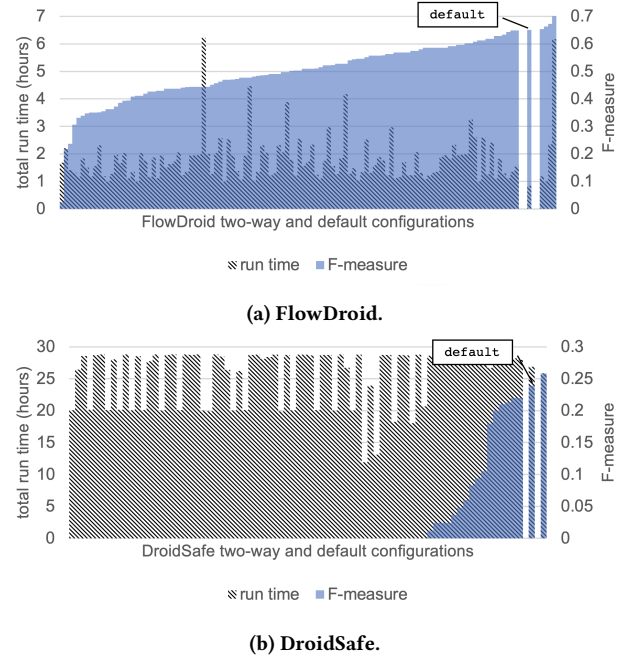 default
7 0.7
6 0.6
5 0.5
4 0.4
3 0.3
2 0.2
1 0.1
0 0
total run time (hours)
F-measure
FlowDroid two-way and default configurations
run time F-measure
(a) FlowDroid.
30 0.3
default
25 0.25
20 0.2
15 0.15
10 0.1
5 0.05
0 0
total run time (hours)
F-measure
DroidSafe two-way and default configurations
run time F-measure
(b) DroidSafe.